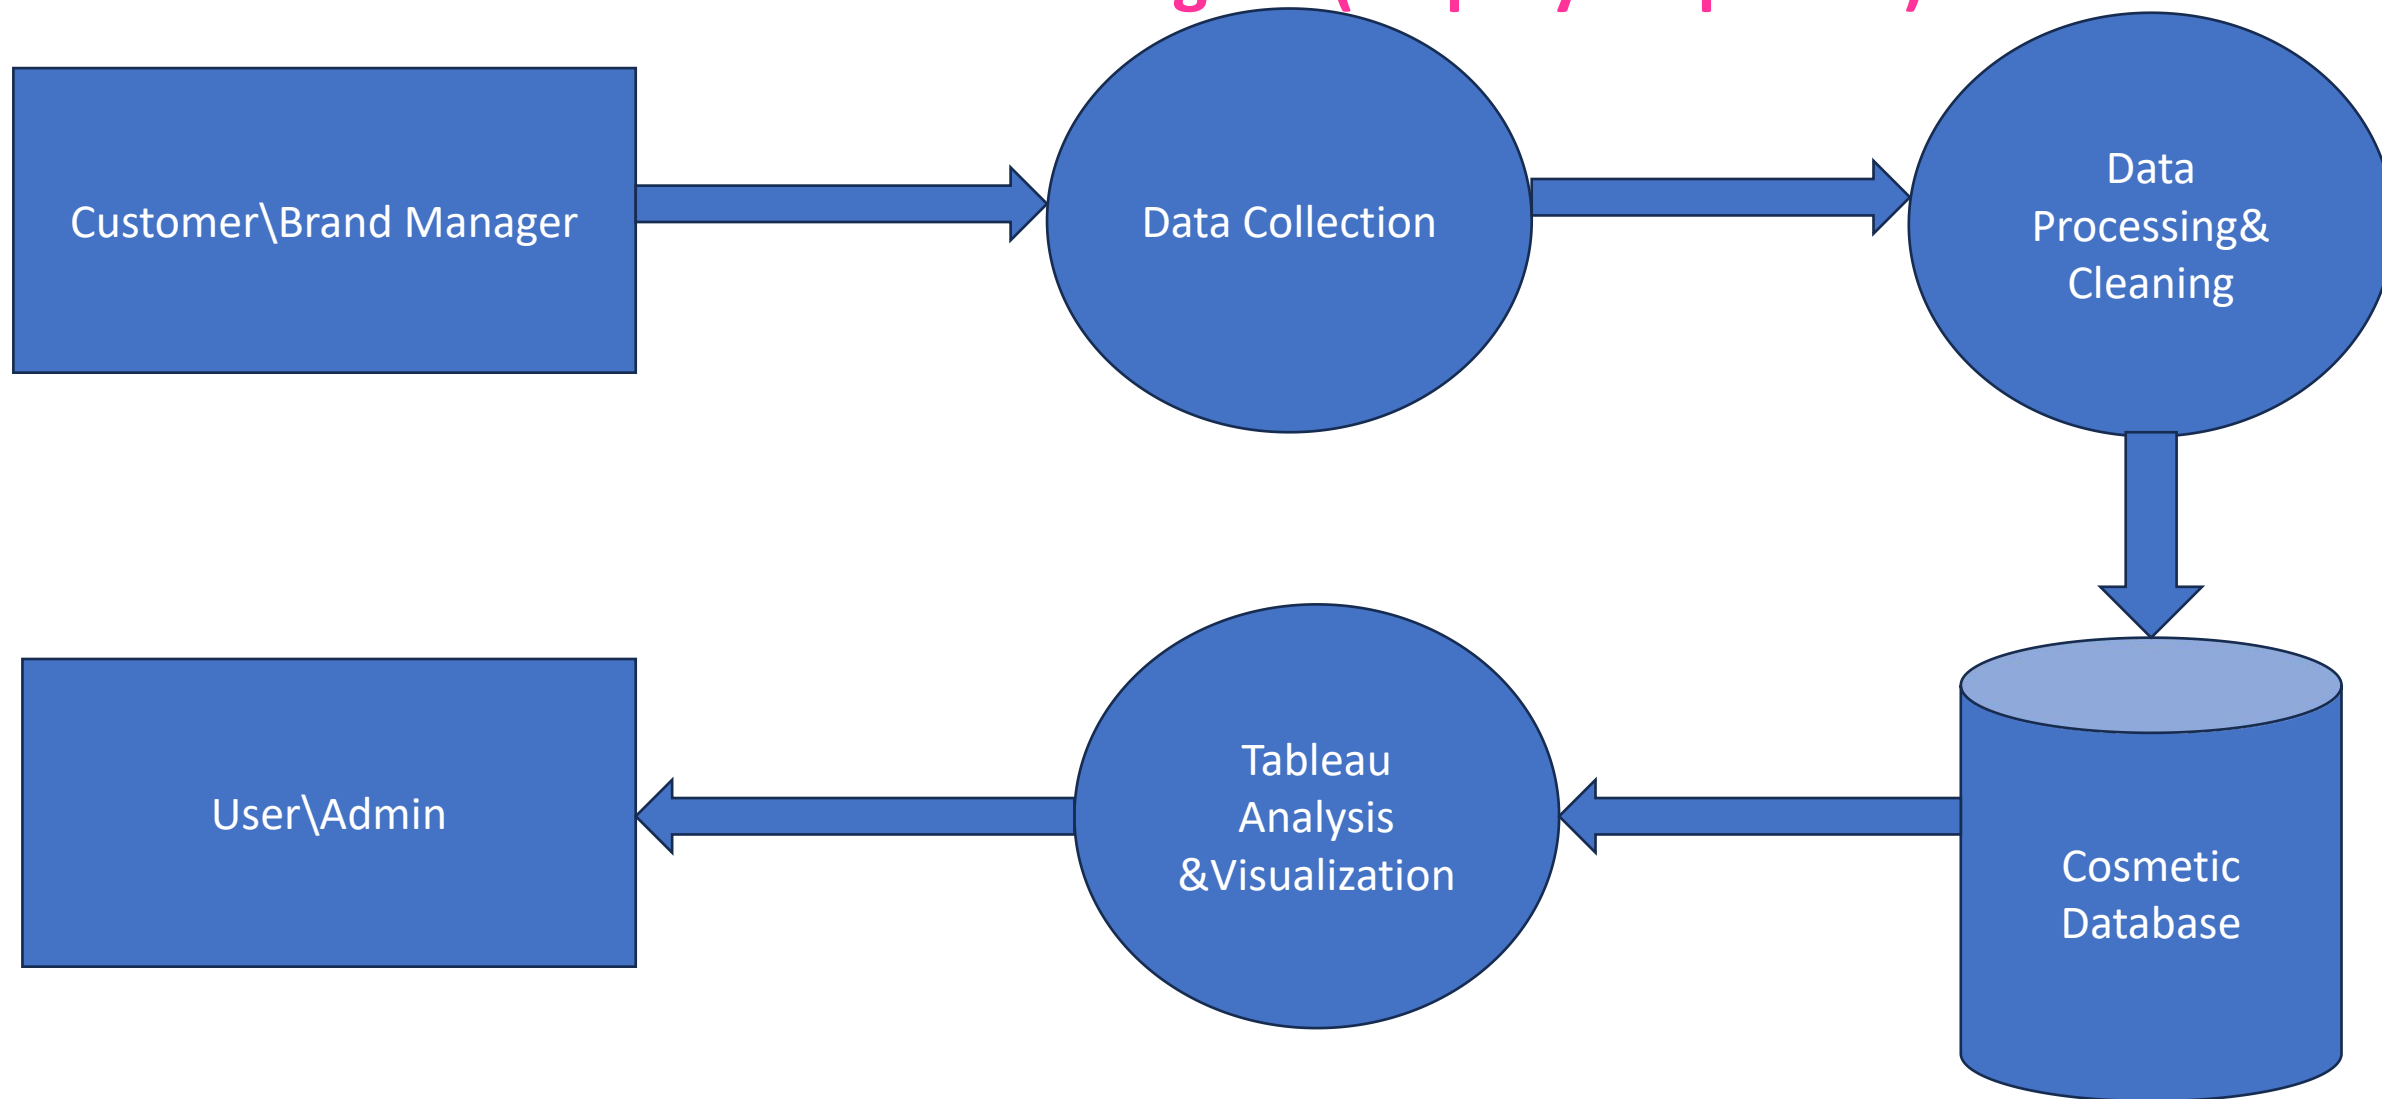 Customer\Brand Manager
Data Collection
Data
Processing&
Cleaning
Tableau
Analysis
&Visualization
User\Admin
Cosmetic
Database